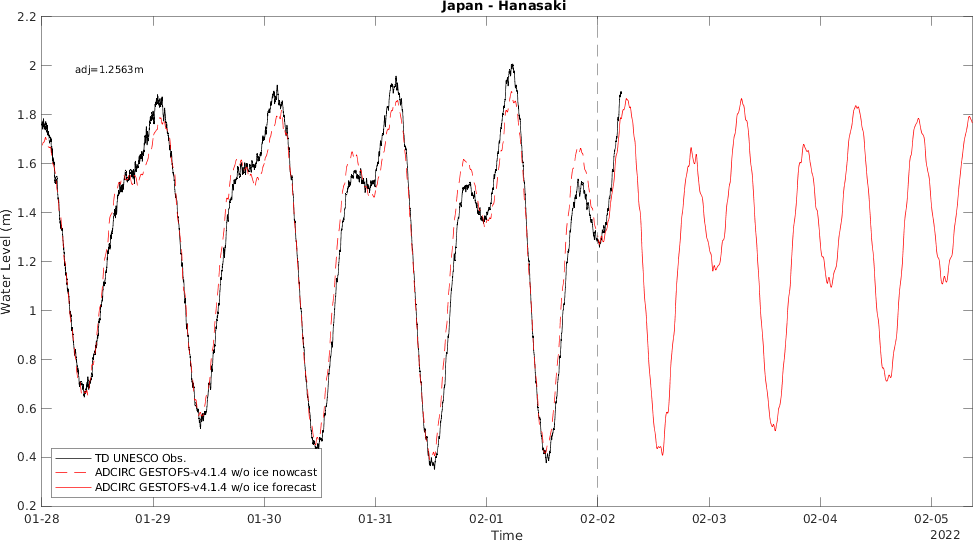 Japan - Hanasaki
2.2
2
1.8
1.6
1.4
1.2
1
0.8
0.6
0.4
0.2
Water Level (m)
adj=1.2563m
TD UNESCO Obs.
ADCIRC GESTOFS-v4.1.4 w/o ice nowcast
ADCIRC GESTOFS-v4.1.4 w/o ice forecast
01-28 01-29 01-30 01-31 02-01 02-02 02-03 02-04 02-05
Time
2022